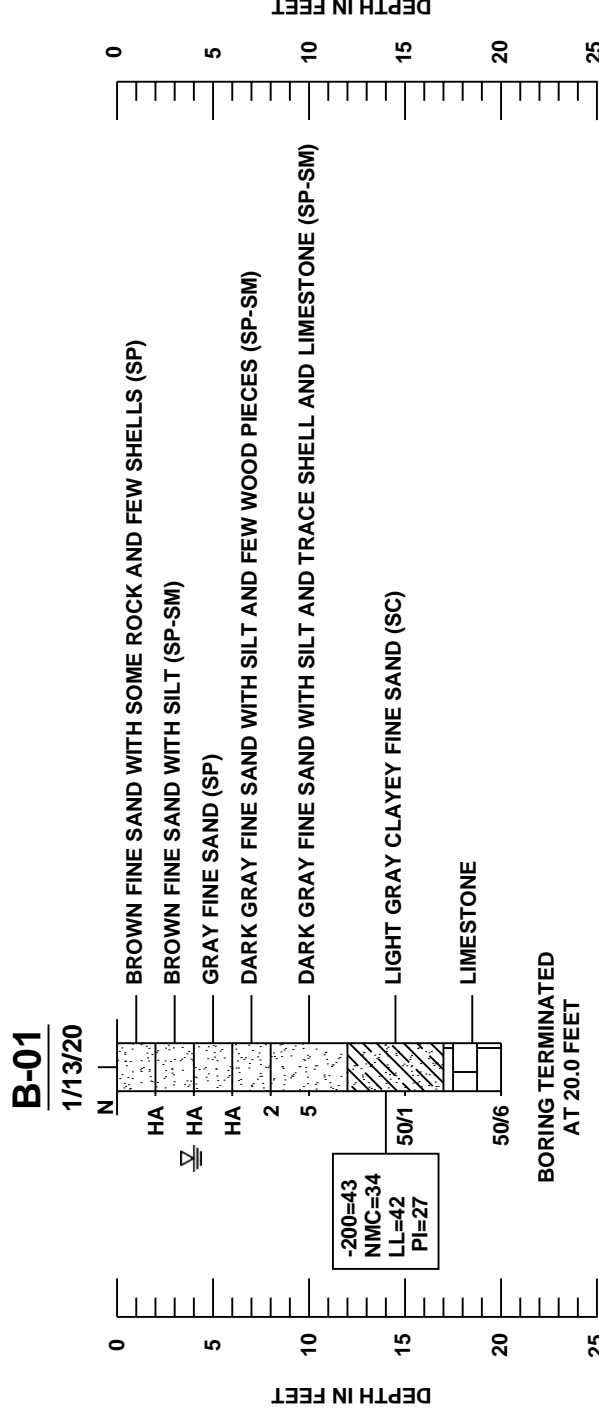 B-01
1/13/20
N
DEPTH IN FEET
0
5
10
15
20
25
HA
HA
HA
2
5
50/1
50/6
-200=43
NMC=34
LL=42
PI=27
BROWN FINE SAND WITH SOME ROCK AND FEW SHELLS (SP)
BROWN FINE SAND WITH SILT (SP-SM)
GRAY FINE SAND (SP)
DARK GRAY FINE SAND WITH SILT AND FEW WOOD PIECES (SP-SM)
DARK GRAY FINE SAND WITH SILT AND TRACE SHELL AND LIMESTONE (SP-SM)
LIGHT GRAY CLAYEY FINE SAND (SC)
LIMESTONE
BORING TERMINATED
AT 20.0 FEET
DEPTH IN FEET
0
5
10
15
20
25